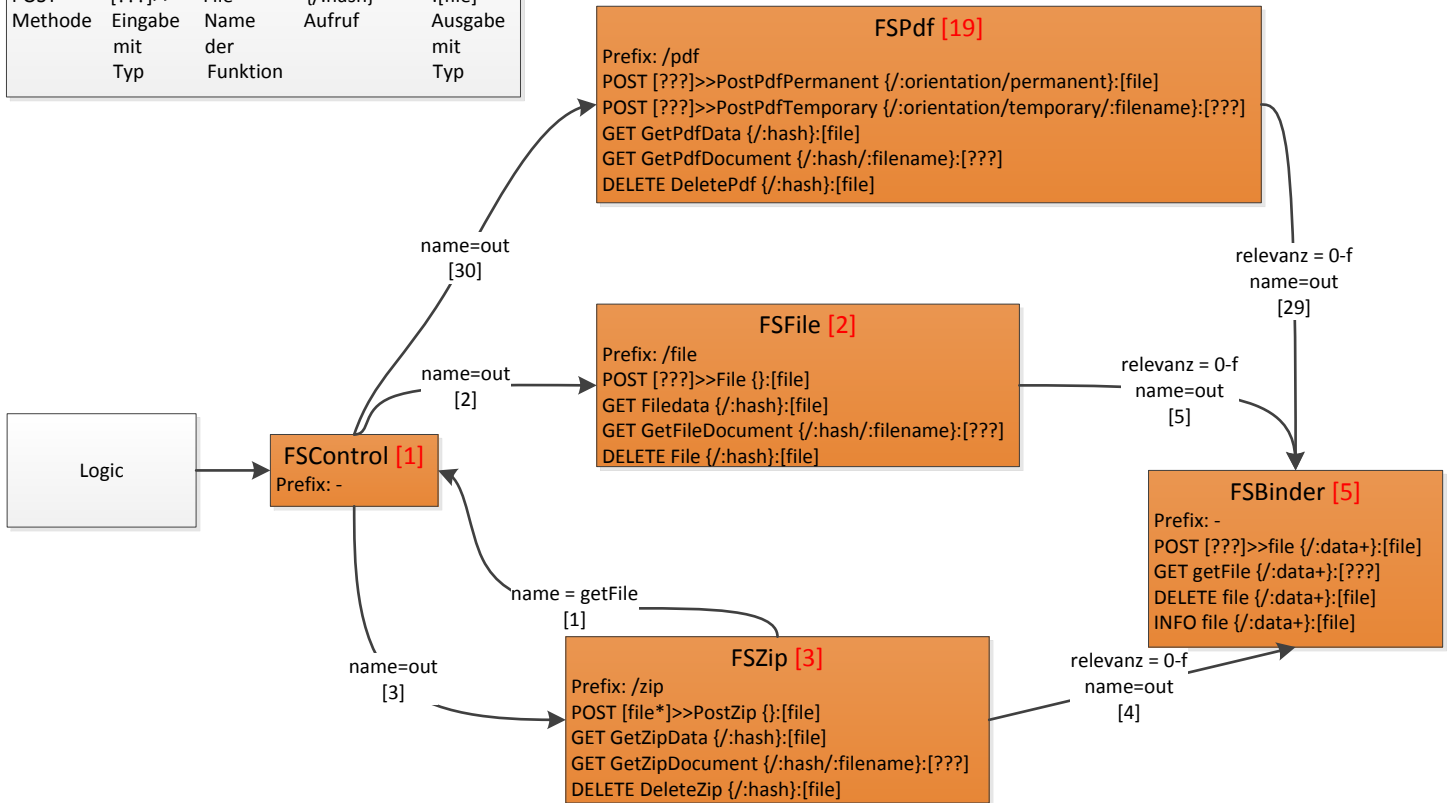 Methode Eingabe Name Aufruf Ausgabe
mit der mit
Typ Funktion Typ
FSPdf [19]
Prefix: /pdf
POST [???]>>PostPdfPermanent {/:orientation/permanent}:[file]
POST [???]>>PostPdfTemporary {/:orientation/temporary/:filename}:[???]
GET GetPdfData {/:hash}:[file]
GET GetPdfDocument {/:hash/:filename}:[???]
DELETE DeletePdf {/:hash}:[file]
name=out
[30]
relevanz = 0-f
name=out
[29]
FSFile [2]
Prefix: /file
POST [???]>>File {}:[file]
GET Filedata {/:hash}:[file]
GET GetFileDocument {/:hash/:filename}:[???]
DELETE File {/:hash}:[file]
name=out
[2]
relevanz = 0-f
name=out
[5]
Logic
FSControl [1]
Prefix: -
FSBinder [5]
Prefix: -
POST [???]>>file {/:data+}:[file]
GET getFile {/:data+}:[???]
DELETE file {/:data+}:[file]
INFO file {/:data+}:[file]
name = getFile
[1]
name=out
[3]
FSZip [3]
Prefix: /zip
POST [file*]>>PostZip {}:[file]
GET GetZipData {/:hash}:[file]
GET GetZipDocument {/:hash/:filename}:[???]
DELETE DeleteZip {/:hash}:[file]
relevanz = 0-f
name=out
[4]